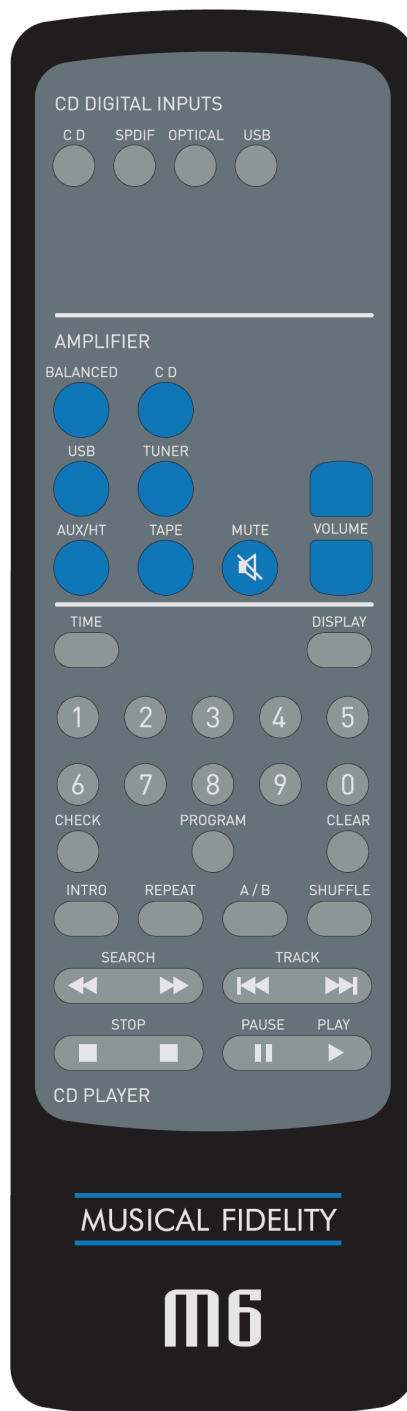 CD DIGITAL INPUTS
C D SPDIF OPTICAL USB
AMPLIFIER
BALANCED C D
USB TUNER
AUX/HT TAPE MUTE VOLUME
TIME DISPLAY
1 2 3 4 5
6 7 8 9 0
CHECK PROGRAM CLEAR
INTRO REPEAT A / B SHUFFLE
SEARCH TRACK
STOP PAUSE PLAY
CD PLAYER
MUSICAL FIDELITY
M6